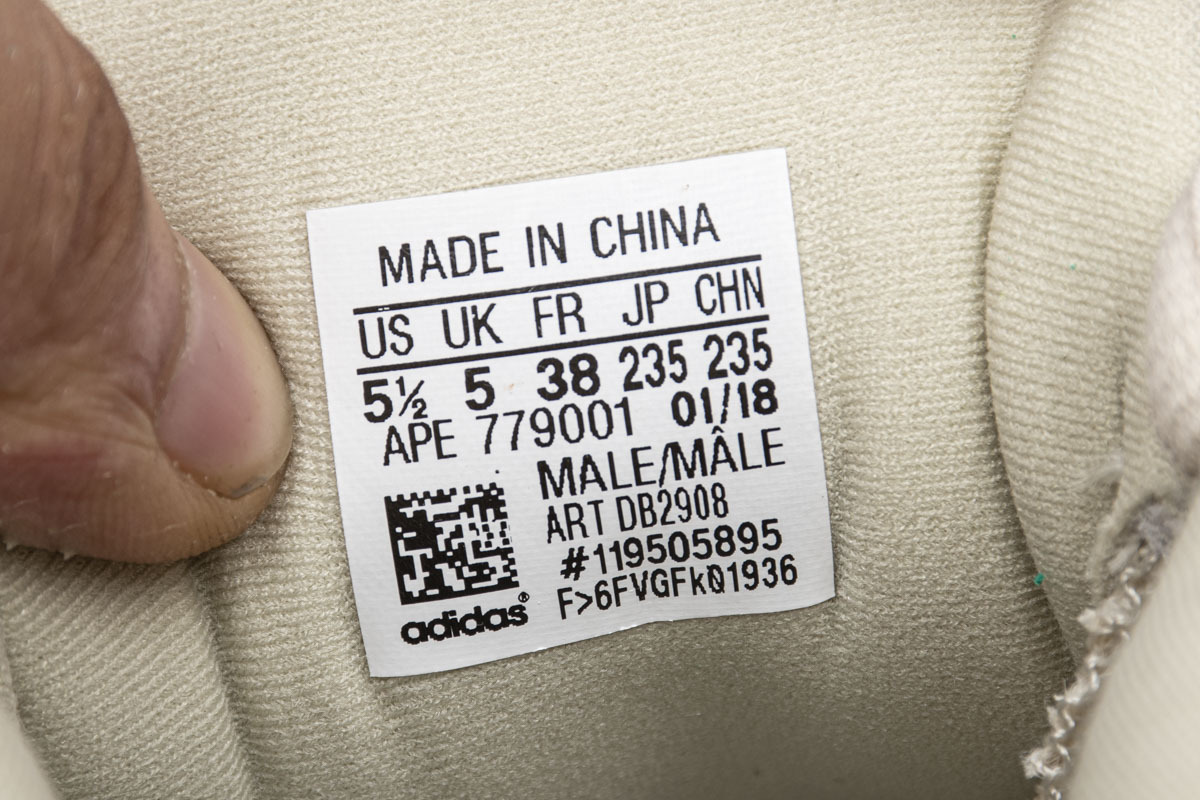 MADE IN CHINA
US UK FR JP CHN
5½ 5 38 235 235
APE 779001 01/18
MALE/MÂLE
ART DB2908
#119505895
F>6FVGFkQ1936
adidas®